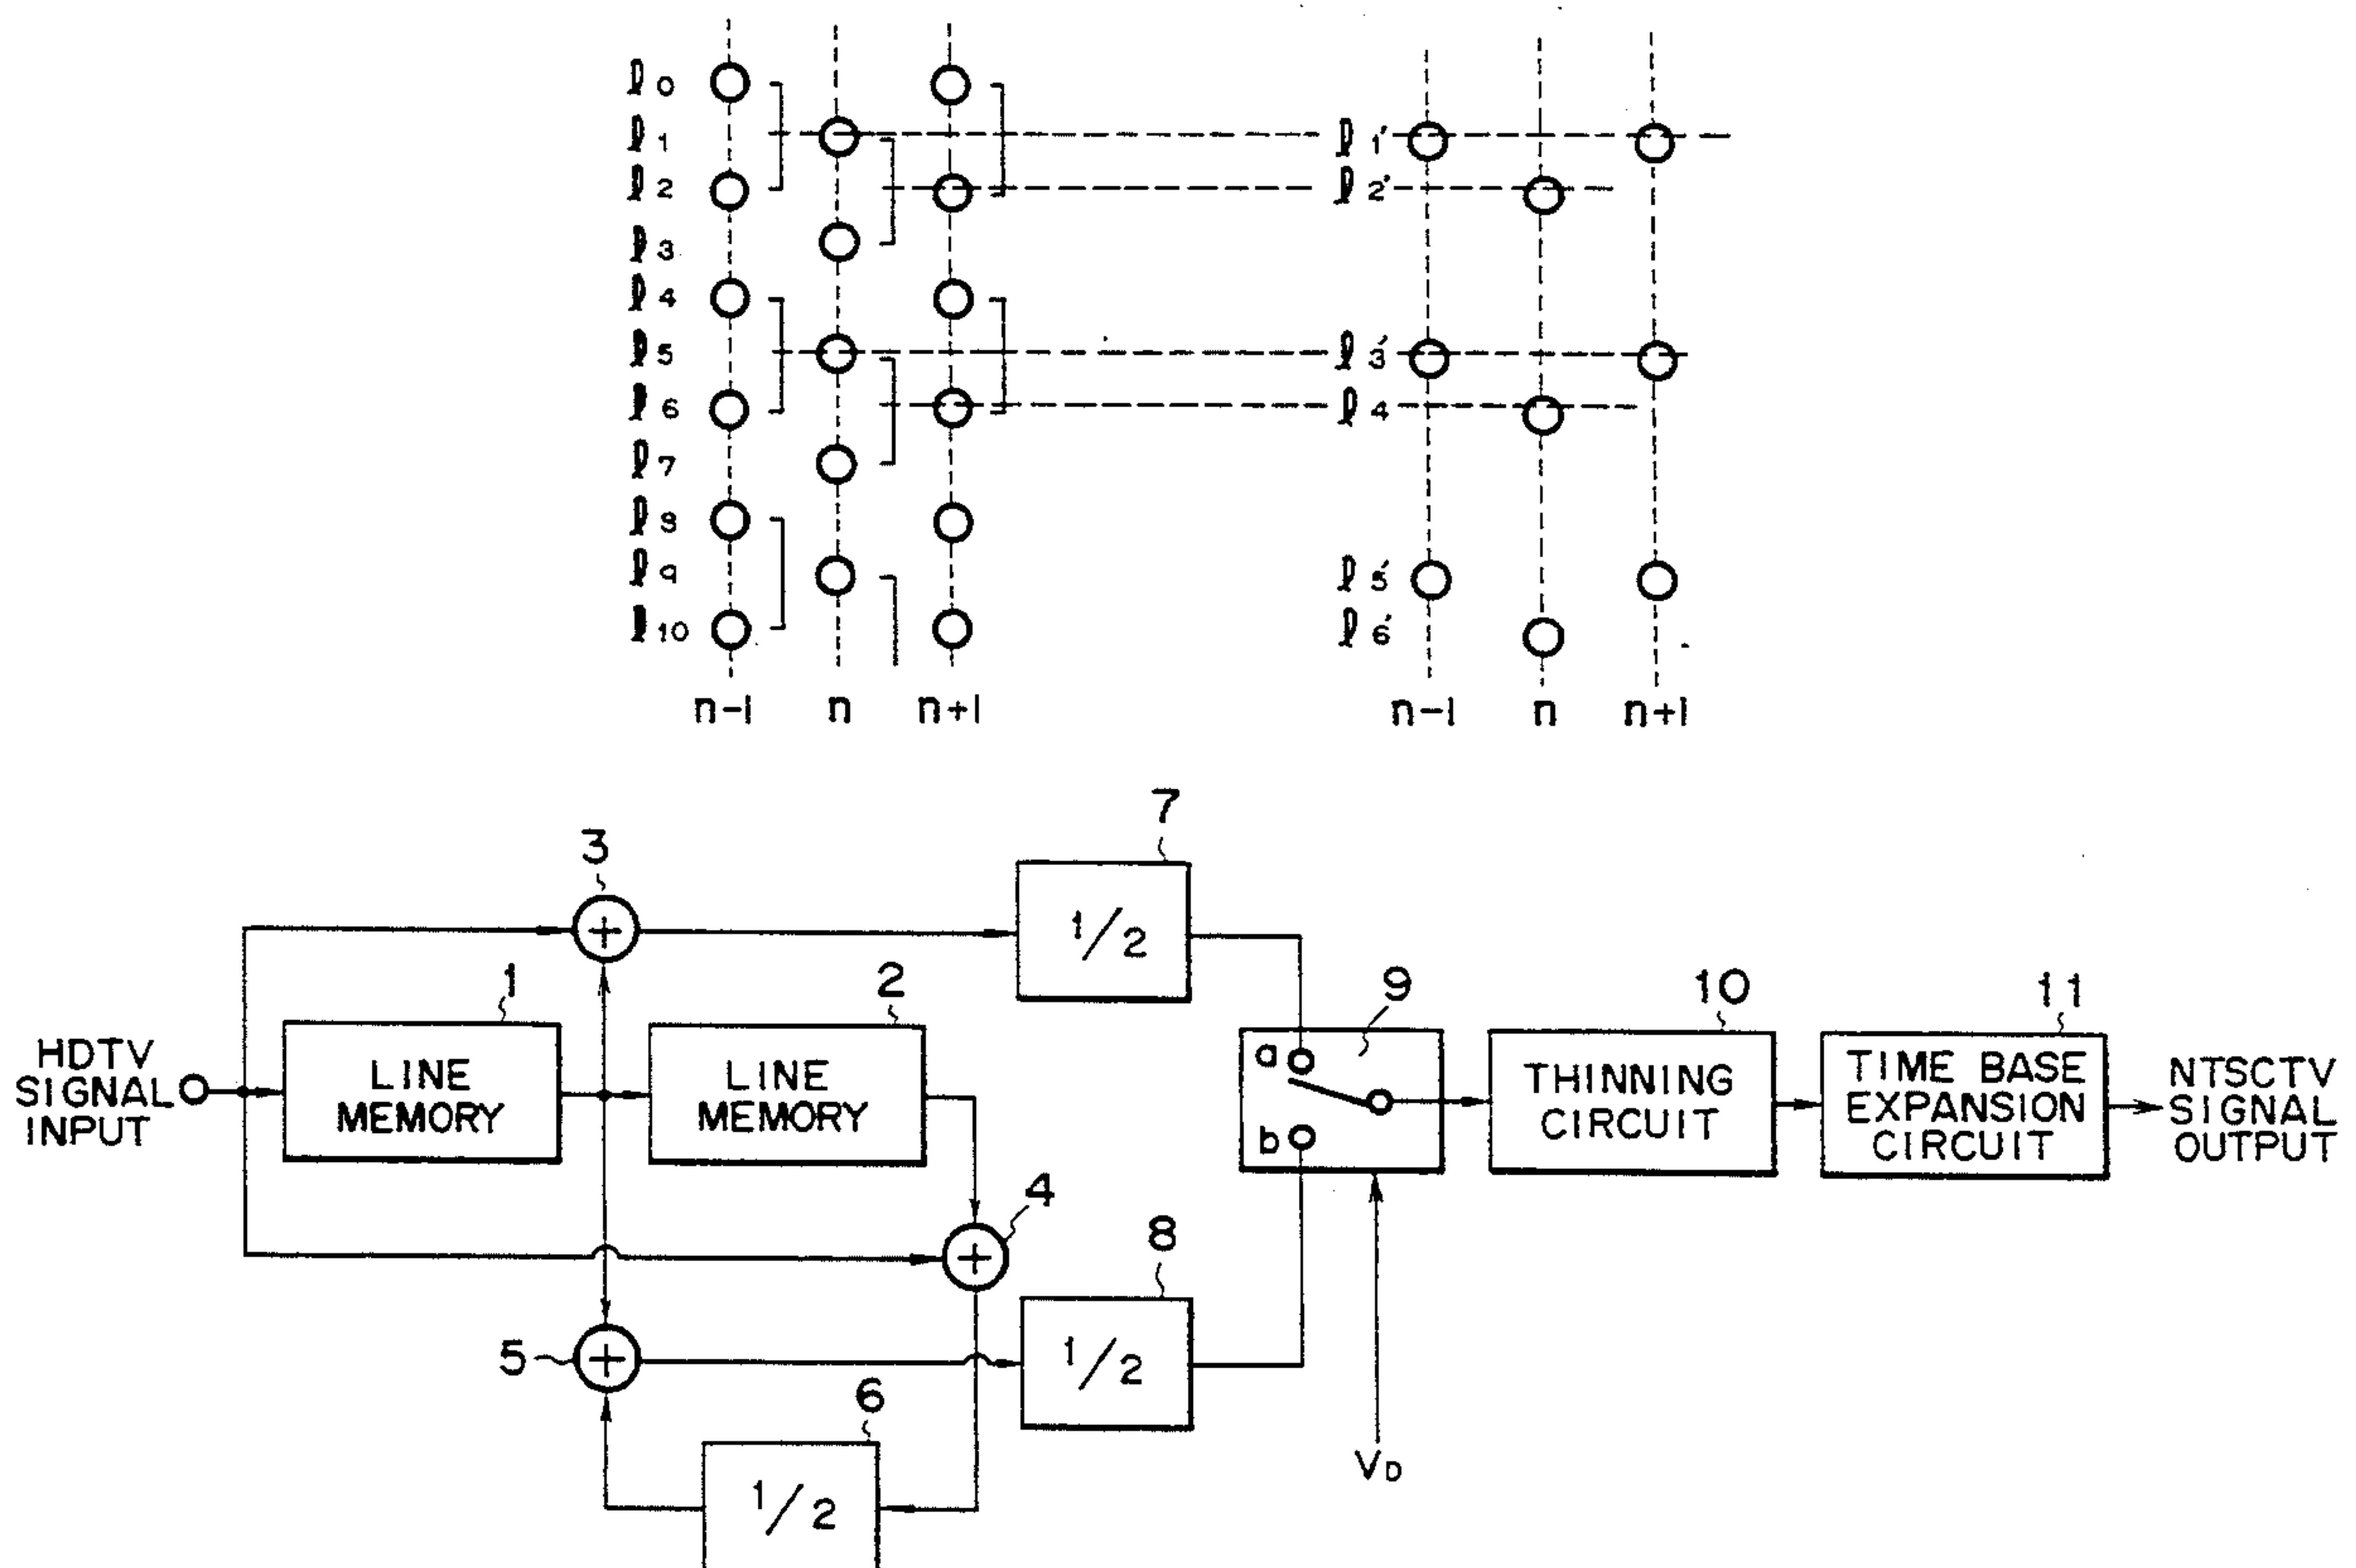 ℓ0
ℓ1 ℓ1'
ℓ2 ℓ2'
ℓ3
ℓ4
ℓ5 ℓ3'
ℓ6 ℓ4
ℓ7
ℓ8
ℓ9 ℓ5'
ℓ10 ℓ6'
n-1 n n+1 n-1 n n+1
7
3
1/2
1 2 9 10 11
HDTV
SIGNAL
INPUT
LINE
MEMORY
LINE
MEMORY
a
b
THINNING
CIRCUIT
TIME BASE
EXPANSION
CIRCUIT
NTSCTV
SIGNAL
OUTPUT
+
4
+
8
5
+
1/2
6
1/2
VD
+